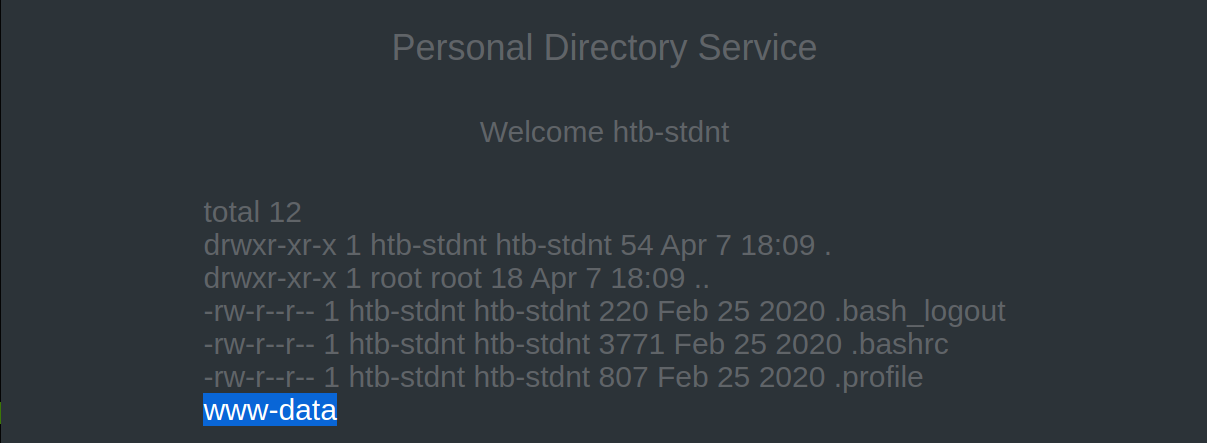 Personal Directory Service
Welcome htb-stdnt
total 12
drwxr-xr-x 1 htb-stdnt htb-stdnt 54 Apr 7 18:09 .
drwxr-xr-x 1 root root 18 Apr 7 18:09 ..
-rw-r--r-- 1 htb-stdnt htb-stdnt 220 Feb 25 2020 .bash_logout
-rw-r--r-- 1 htb-stdnt htb-stdnt 3771 Feb 25 2020 .bashrc
-rw-r--r-- 1 htb-stdnt htb-stdnt 807 Feb 25 2020 .profile
www-data